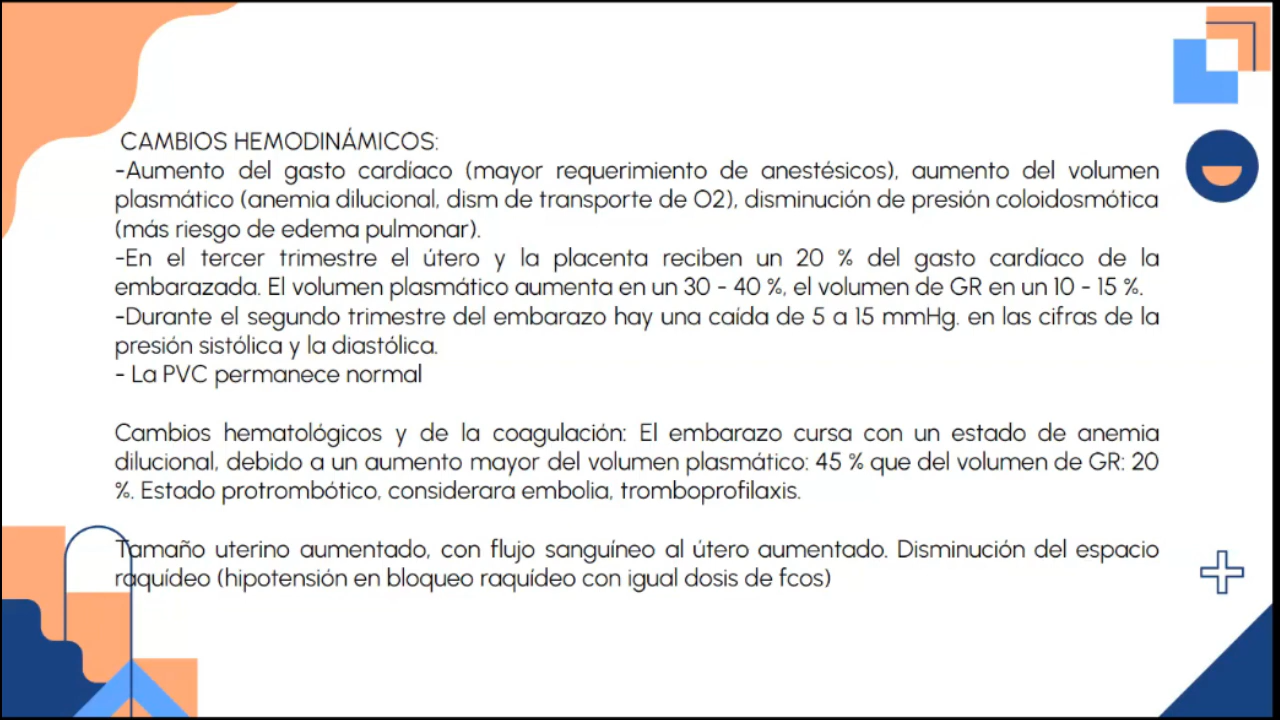 CAMBIOS HEMODINÁMICOS:
-Aumento del gasto cardíaco (mayor requerimiento de anestésicos), aumento del volumen
plasmático (anemia dilucional, dism de transporte de O2), disminución de presión coloidosmótica
(más riesgo de edema pulmonar).
-En el tercer trimestre el útero y la placenta reciben un 20 % del gasto cardíaco de la
embarazada. El volumen plasmático aumenta en un 30 - 40 %, el volumen de GR en un 10 - 15 %.
-Durante el segundo trimestre del embarazo hay una caída de 5 a 15 mmHg. en las cifras de la
presión sistólica y la diastólica.
- La PVC permanece normal
Cambios hematológicos y de la coagulación: El embarazo cursa con un estado de anemia
dilucional, debido a un aumento mayor del volumen plasmático: 45 % que del volumen de GR: 20
%. Estado protrombótico, considerara embolia, tromboprofilaxis.
Tamaño uterino aumentado, con flujo sanguíneo al útero aumentado. Disminución del espacio
raquídeo (hipotensión en bloqueo raquídeo con igual dosis de fcos)